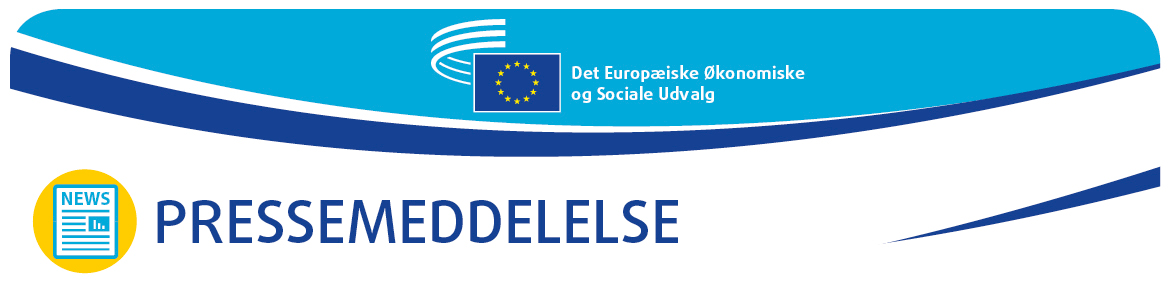 Det Europæiske Økonomiske
og Sociale Udvalg
NEWS
PRESSEMEDDELELSE